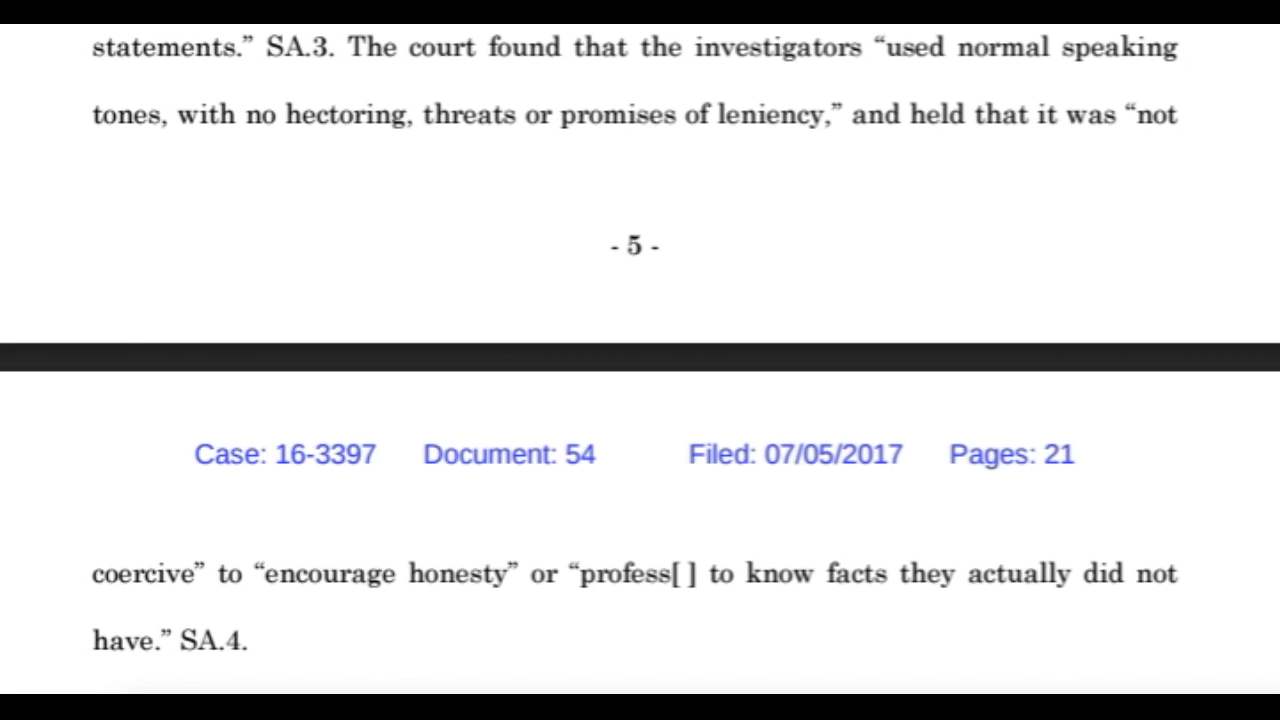 statements.” SA.3. The court found that the investigators “used normal speaking
tones, with no hectoring, threats or promises of leniency,” and held that it was “not
- 5 -
Case: 16-3397 Document: 54 Filed: 07/05/2017 Pages: 21
coercive” to “encourage honesty” or “profess[ ] to know facts they actually did not
have.” SA.4.